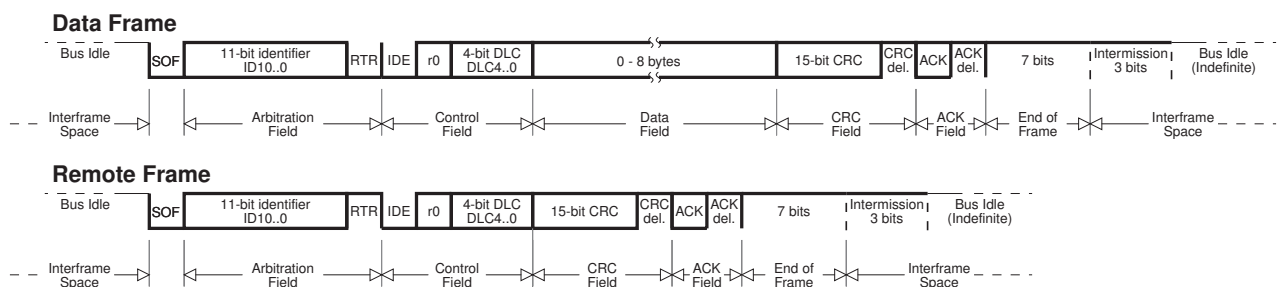 Data Frame
Bus Idle
SOF
11-bit identifier
ID10..0
RTR
IDE
r0
4-bit DLC
DLC4..0
0 - 8 bytes
15-bit CRC
CRC
del.
ACK
ACK
del.
7 bits
Intermission
3 bits
Bus Idle
(Indefinite)
Interframe
Space
Arbitration
Field
Control
Field
Data
Field
CRC
Field
ACK
Field
End of
Frame
Interframe
Space
Remote Frame
Bus Idle
SOF
11-bit identifier
ID10..0
RTR
IDE
r0
4-bit DLC
DLC4..0
15-bit CRC
CRC
del.
ACK
ACK
del.
7 bits
Intermission
3 bits
Bus Idle
(Indefinite)
Interframe
Space
Arbitration
Field
Control
Field
CRC
Field
ACK
Field
End of
Frame
Interframe
Space